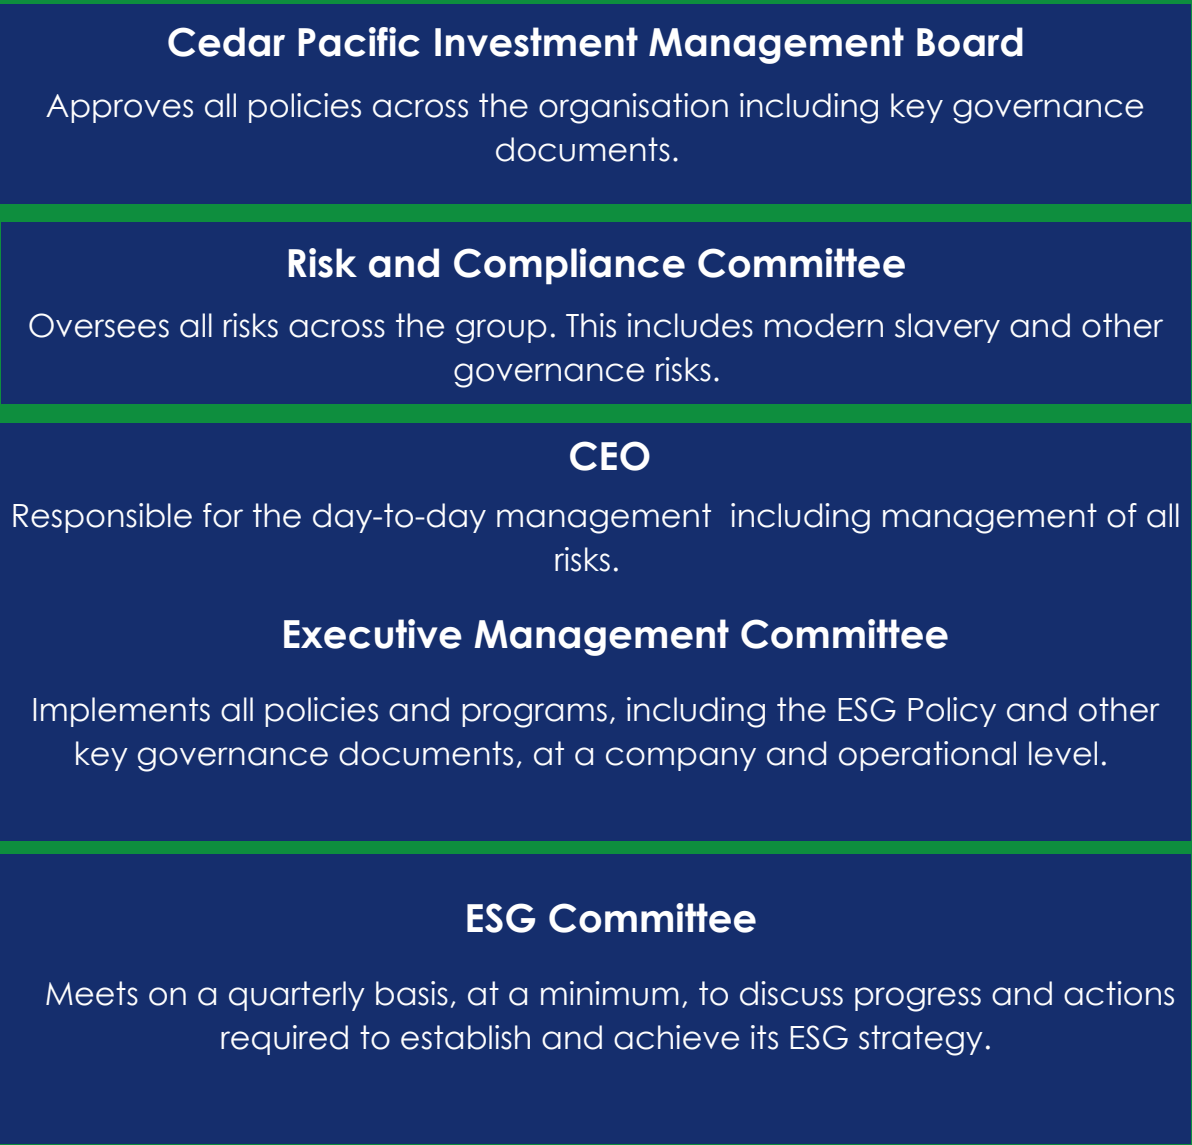 Cedar Pacific Investment Management Board
Approves all policies across the organisation including key governance
documents.
Risk and Compliance Committee
Oversees all risks across the group. This includes modern slavery and other
governance risks.
CEO
Responsible for the day-to-day management  including management of all
risks.
Executive Management Committee
Implements all policies and programs, including the ESG Policy and other
key governance documents, at a company and operational level.
ESG Committee
Meets on a quarterly basis, at a minimum, to discuss progress and actions
required to establish and achieve its ESG strategy.